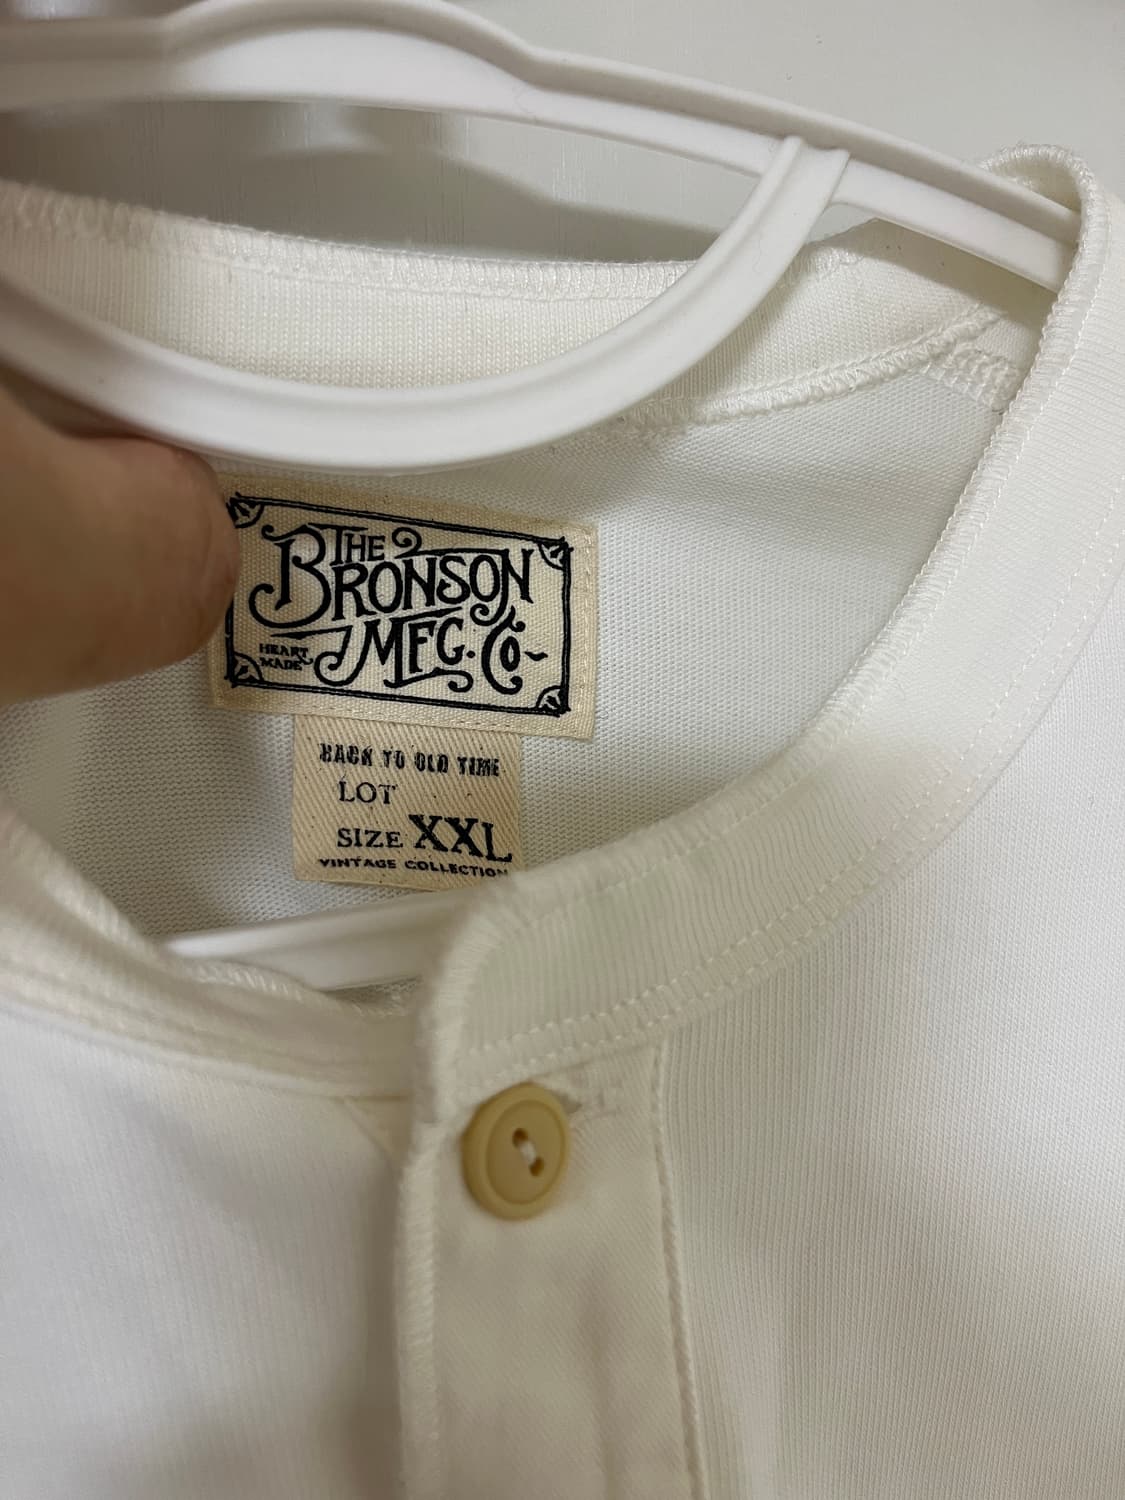 THE
BRONSON
MFG. CO-
HEART
MADE
BACK TO OLD TIME
LOT
SIZE XXL
VINTAGE COLLECTION